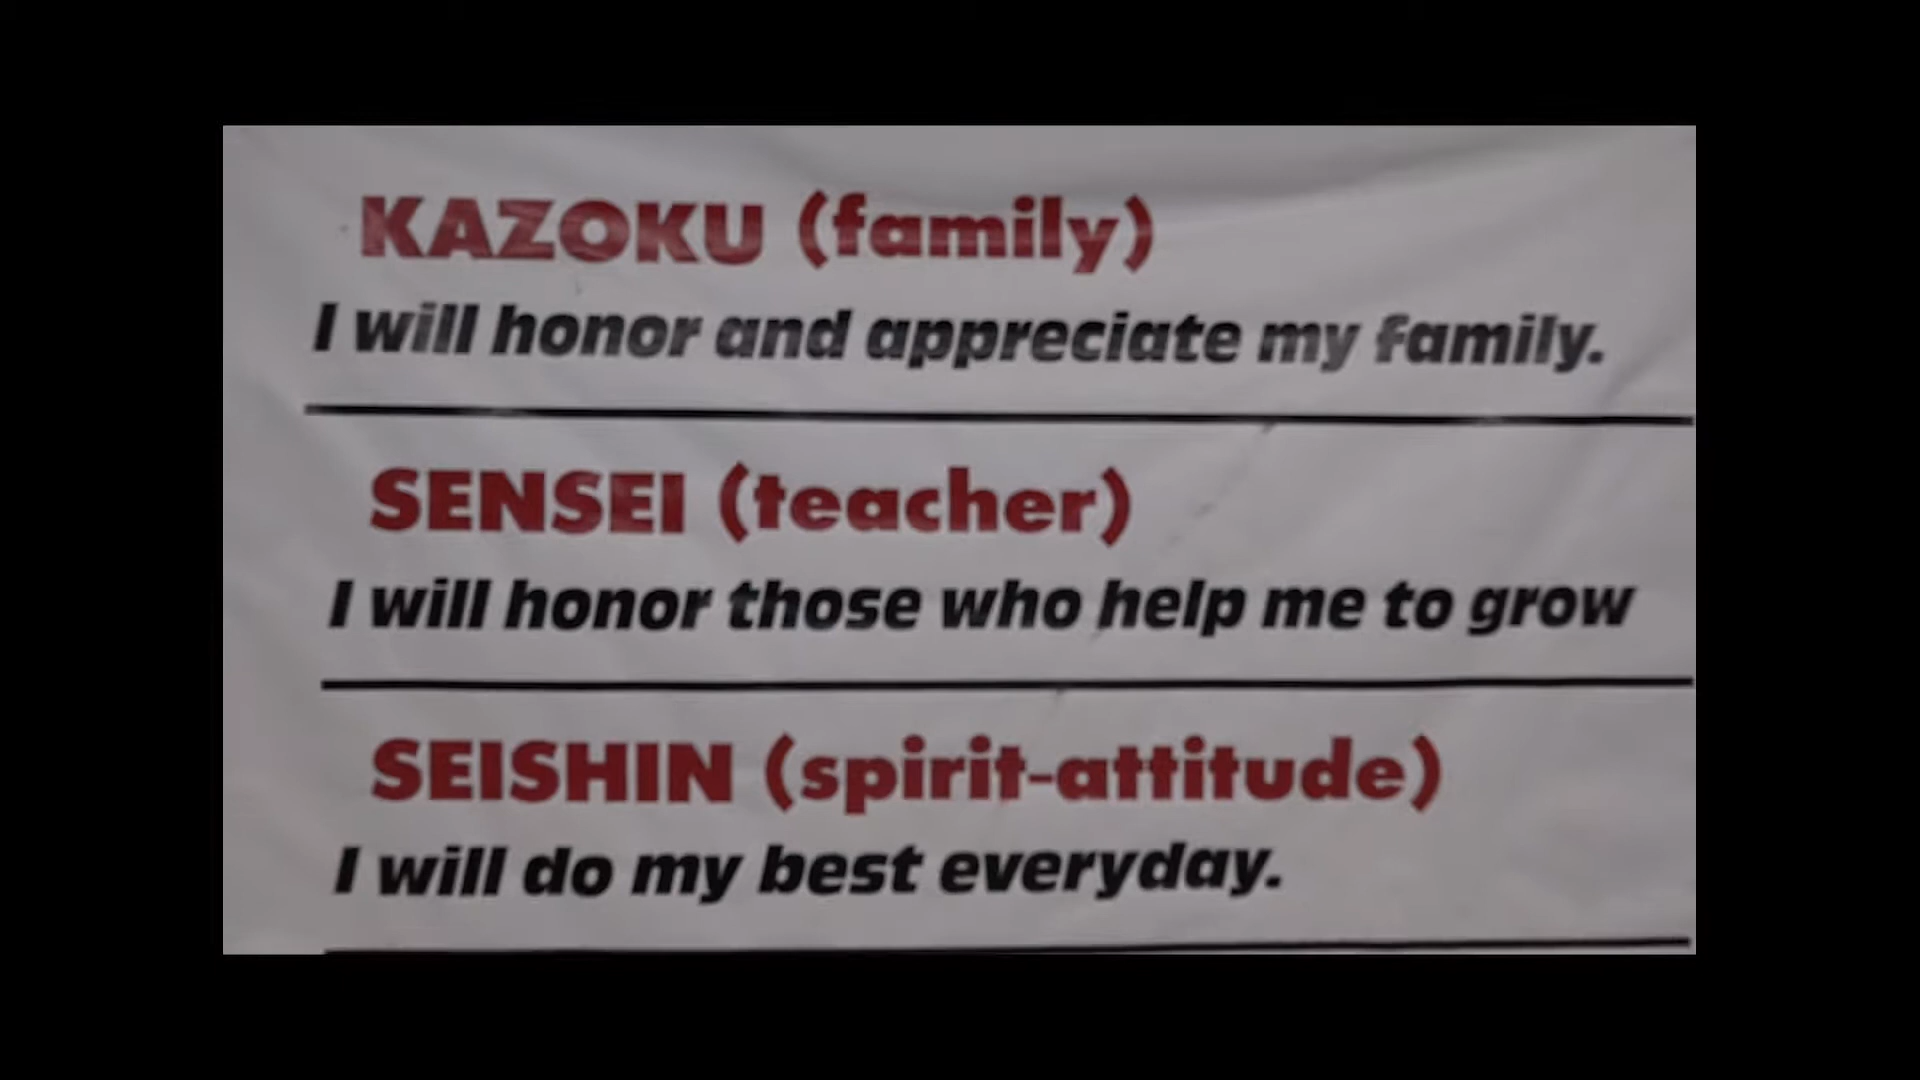 KAZOKU (family)
I will honor and appreciate my family.
SENSEI (teacher)
I will honor those who help me to grow
SEISHIN (spirit-attitude)
I will do my best everyday.